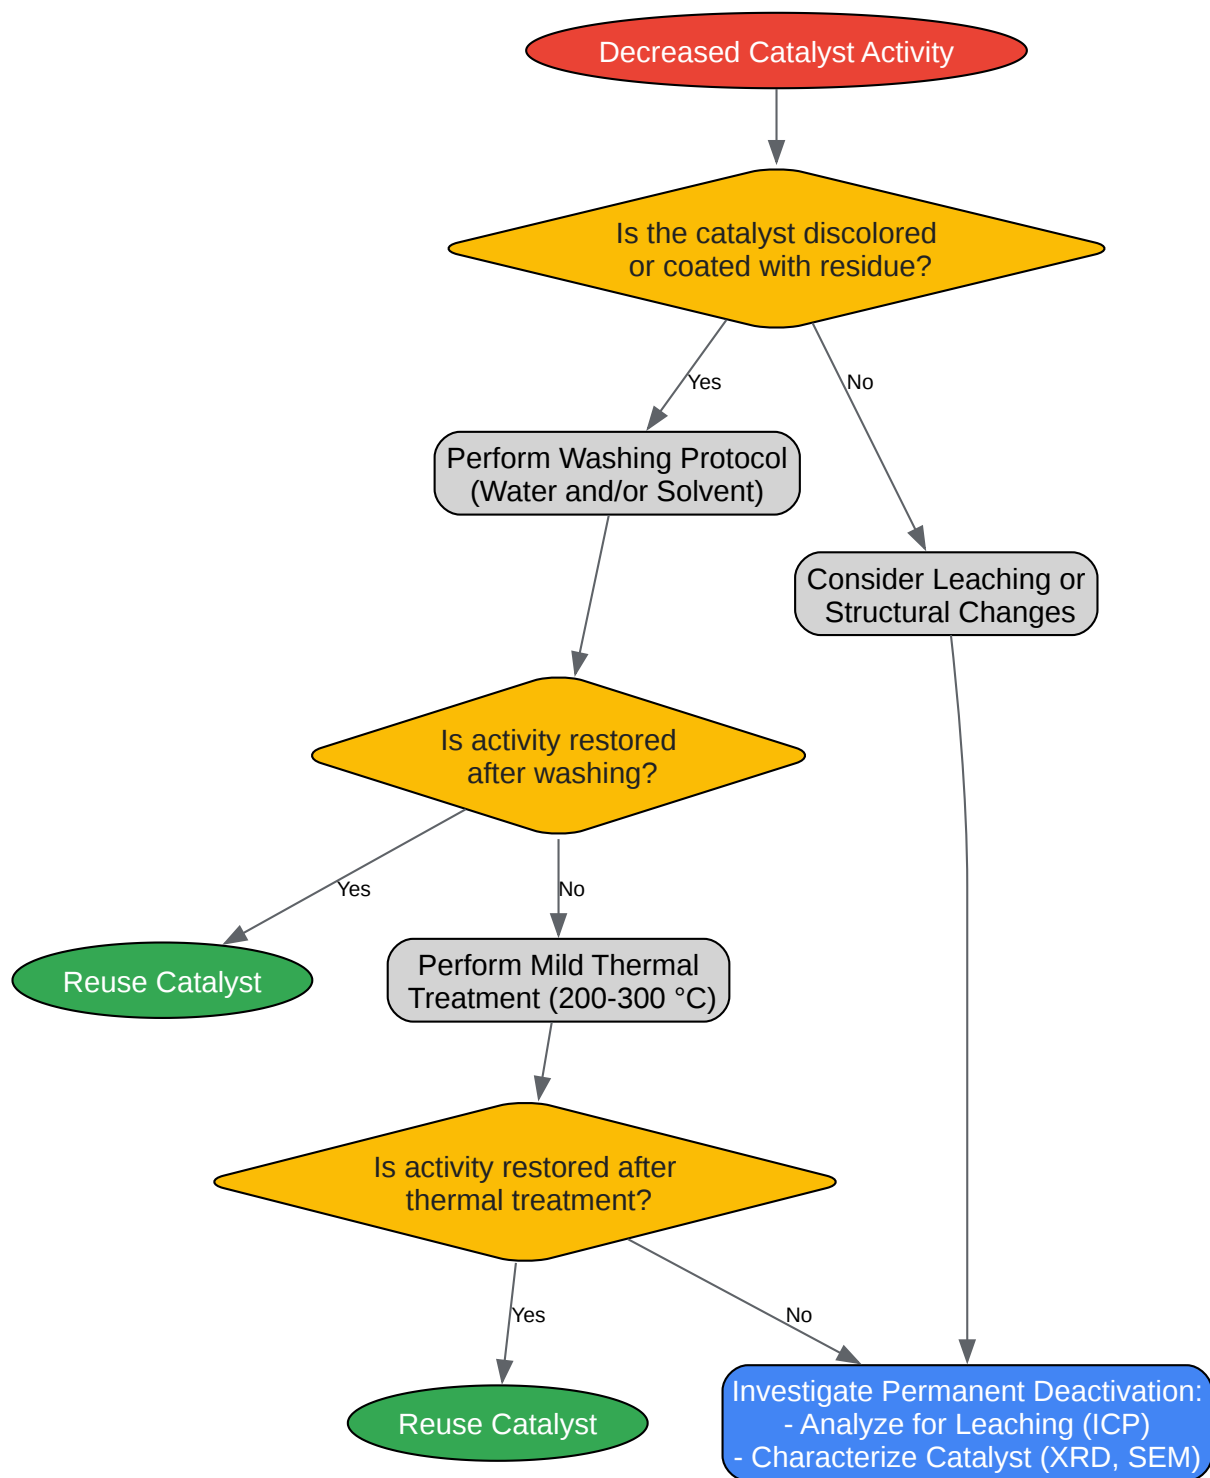 Decreased Catalyst Activity
Is the catalyst discolored
or coated with residue?
Yes
No
Perform Washing Protocol
(Water and/or Solvent)
Consider Leaching or
Structural Changes
Is activity restored
after washing?
Yes
No
Reuse Catalyst
Perform Mild Thermal
Treatment (200-300 °C)
Is activity restored after
thermal treatment?
Yes
No
Reuse Catalyst
Investigate Permanent Deactivation:
- Analyze for Leaching (ICP)
- Characterize Catalyst (XRD, SEM)